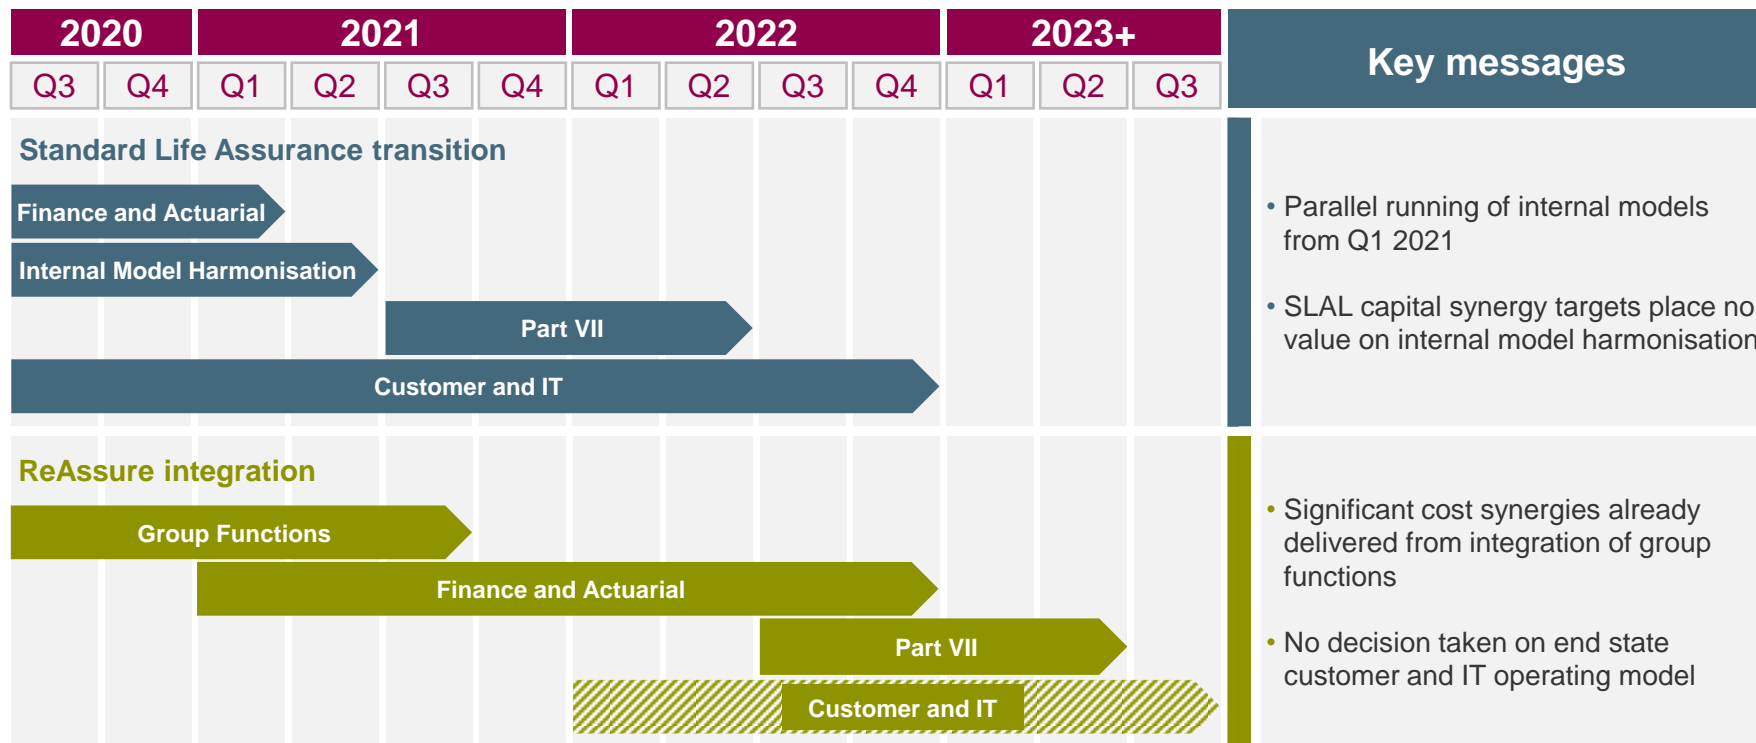 2020 2021 2022 2023+
Key messages
Q3 Q4 Q1 Q2 Q3 Q4 Q1 Q2 Q3 Q4 Q1 Q2 Q3
Standard Life Assurance transition
Finance and Actuarial
Internal Model Harmonisation
Part VII
Customer and IT
• Parallel running of internal models
from Q1 2021
• SLAL capital synergy targets place no
value on internal model harmonisation
ReAssure integration
Group Functions
Finance and Actuarial
Part VII
Customer and IT
• Significant cost synergies already
delivered from integration of group
functions
• No decision taken on end state
customer and IT operating model